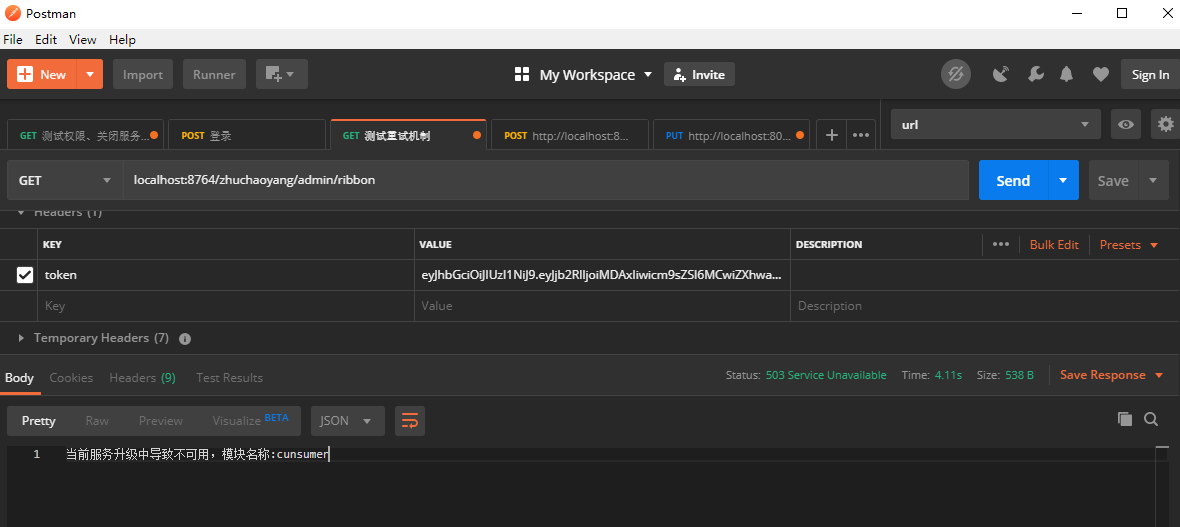 Postman
File Edit View Help
New Import Runner My Workspace Invite Sign In
GET 测试权限、关闭服务... POST 登录 GET 测试重试机制 POST http://localhost:8... PUT http://localhost:80... url
GET localhost:8764/zhuchaoyang/admin/ribbon Send Save
Headers (1)
KEY VALUE DESCRIPTION Bulk Edit Presets
token eyJhbGciOiJIUzI1NiJ9.eyJjb2RlIjoiMDAxIiwicm9sZSI6MCwiZXhwa...
Key Value Description
Temporary Headers (7)
Body Cookies Headers (9) Test Results Status: 503 Service Unavailable Time: 4.11s Size: 538 B Save Response
Pretty Raw Preview Visualize BETA JSON
1 当前服务升级中导致不可用，模块名称:cunsumer